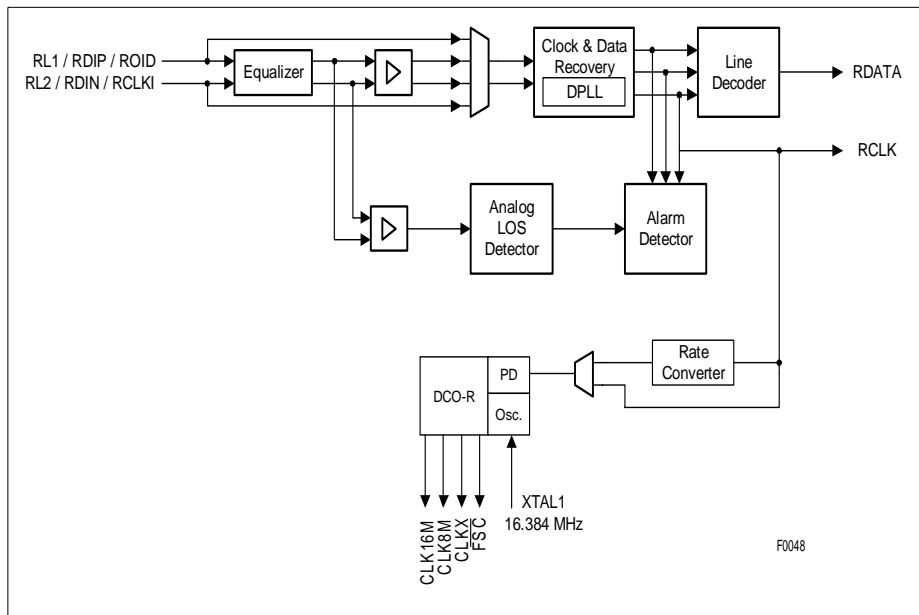 RL1 / RDIP / ROID
RL2 / RDIN / RCLKI
Equalizer
Clock & Data
Recovery
DPLL
Line
Decoder
RDATA
RCLK
Analog
LOS
Detector
Alarm
Detector
DCO-R
PD
Osc.
Rate
Converter
CLK16M
CLK8M
CLKX
FSC
XTAL1
16.384 MHz
F0048